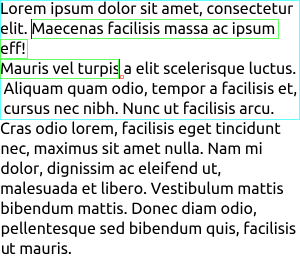 Lorem ipsum dolor sit amet, consectetur
elit. Maecenas facilisis massa ac ipsum
eff!
Mauris vel turpis a elit scelerisque luctus.
Aliquam quam odio, tempor a facilisis et,
cursus nec nibh. Nunc ut facilisis arcu.
Cras odio lorem, facilisis eget tincidunt
nec, maximus sit amet nulla. Nam mi
dolor, dignissim ac eleifend ut,
malesuada et libero. Vestibulum mattis
bibendum mattis. Donec diam odio,
pellentesque sed bibendum quis, facilisis
ut mauris.